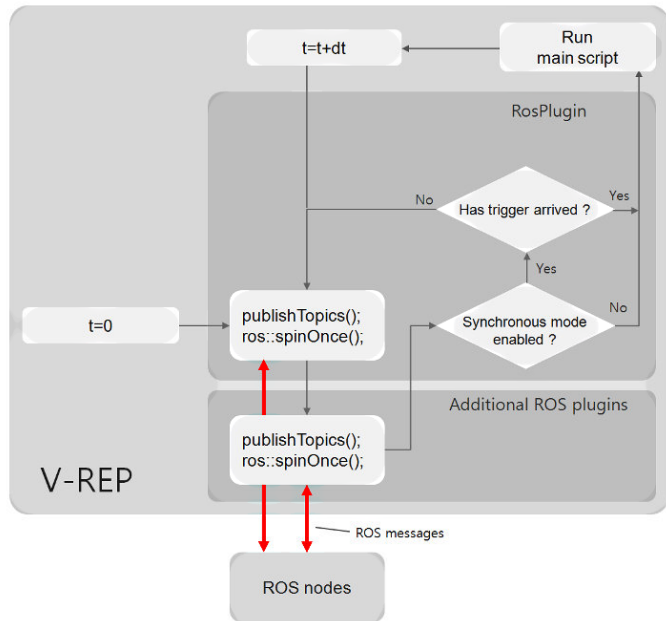 t=t+dt
Run
main script
RosPlugin
No
Has trigger arrived ?
Yes
Yes
t=0
publishTopics();
ros::spinOnce();
Synchronous mode
enabled ?
No
Additional ROS plugins
publishTopics();
ros::spinOnce();
V-REP
ROS messages
ROS nodes